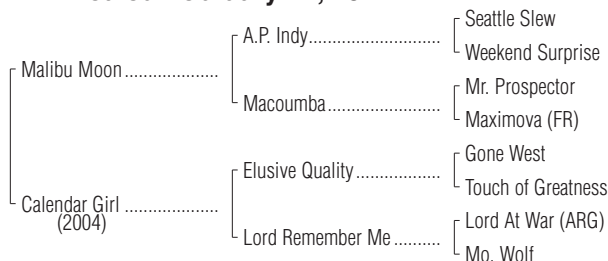 Seattle Slew
A.P. Indy
Weekend Surprise
Malibu Moon
Mr. Prospector
Macoumba
Maximova (FR)
Gone West
Elusive Quality
Touch of Greatness
Calendar Girl
(2004)
Lord At War (ARG)
Lord Remember Me
Mo. Wolf